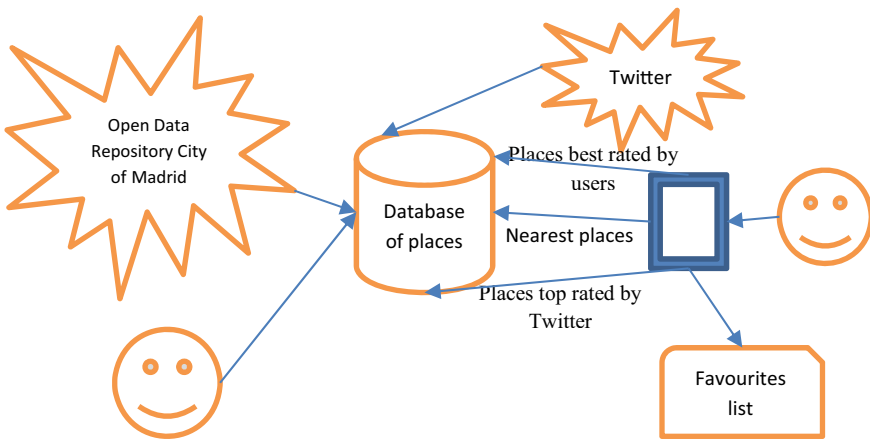 Twitter
Open Data
Repository City
of Madrid
Places best rated by
users
Database
of places
Nearest places
Places top rated by
Twitter
Favourites
list